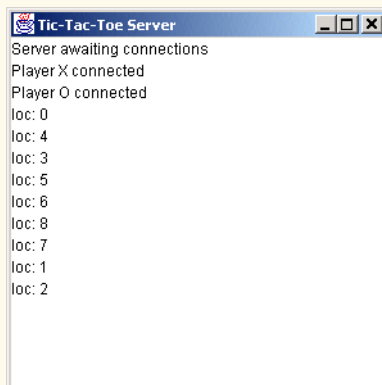 Tic-Tac-Toe Server
Server awaiting connections
Player X connected
Player O connected
loc: 0
loc: 4
loc: 3
loc: 5
loc: 6
loc: 8
loc: 7
loc: 1
loc: 2